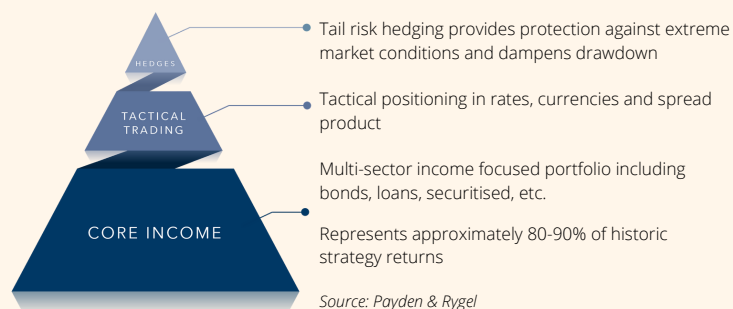 Tail risk hedging provides protection against extreme
market conditions and dampens drawdown
HEDGES
Tactical positioning in rates, currencies and spread
product
TACTICAL
TRADING
Multi-sector income focused portfolio including
bonds, loans, securitised, etc.
CORE INCOME
Represents approximately 80-90% of historic
strategy returns
Source: Payden & Rygel